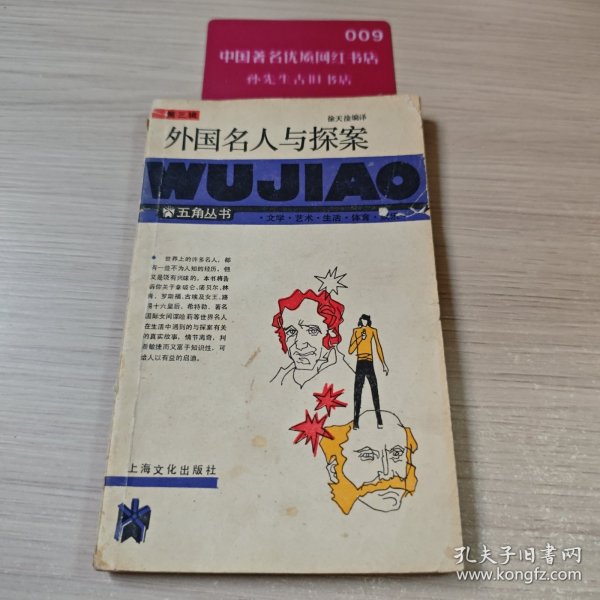 009
中国著名优质网红书店
孙先生古旧书店
第三辑
徐天捡编译
外国名人与探案
WUJIAO
五角丛书
·文学·艺术·生活·体育·
世界上的许多名人，都
有一些不为人知的经历，但
又是饶有兴味的。本书将告
诉你关于拿破仑、诺贝尔、林
肯、罗斯福、古埃及女王、路
易十六皇后、希特勒、著名
国际女间谍哈莉等世界名人
在生活中遇到的与探案有关
的真实故事，情节离奇，判
断敏捷而又富于知识性，可
给人以有益的启迪。
上海文化出版社
孔夫子旧书网
www.kongfz.com